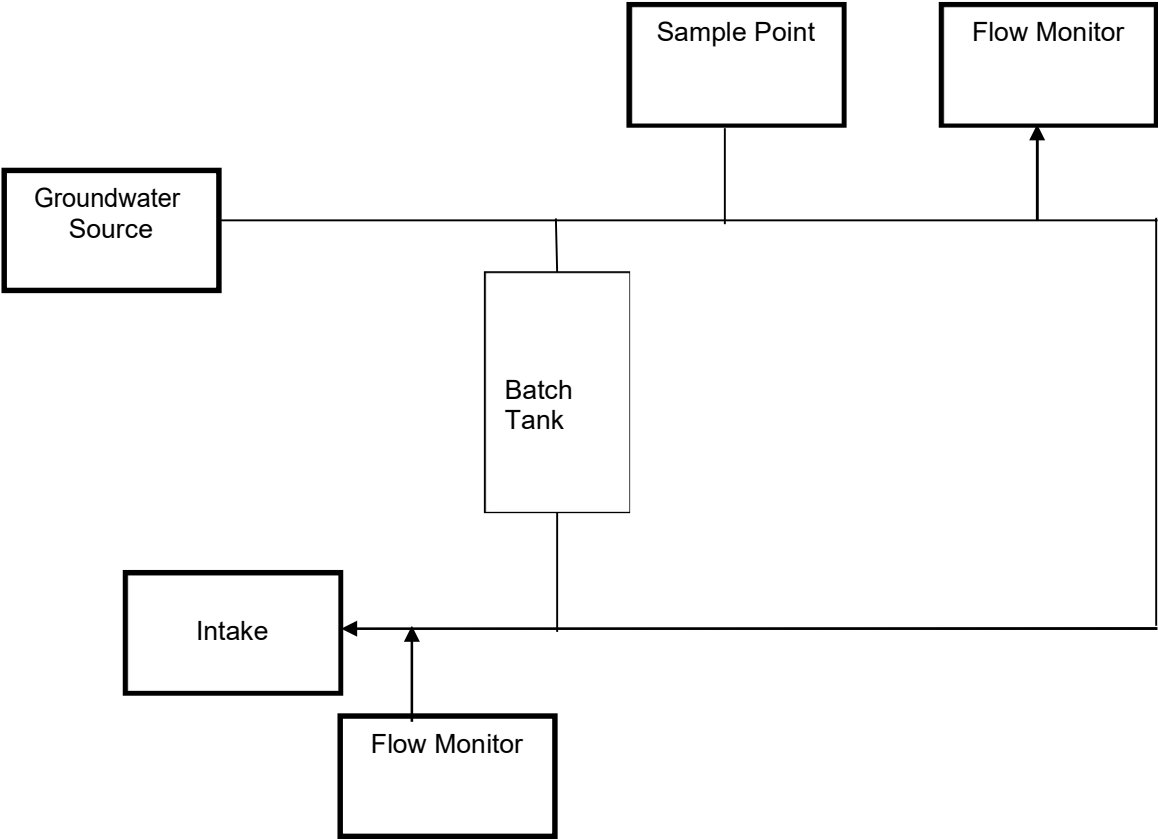 Sample Point
Flow Monitor
Groundwater
Source
Batch
Tank
Intake
Flow Monitor